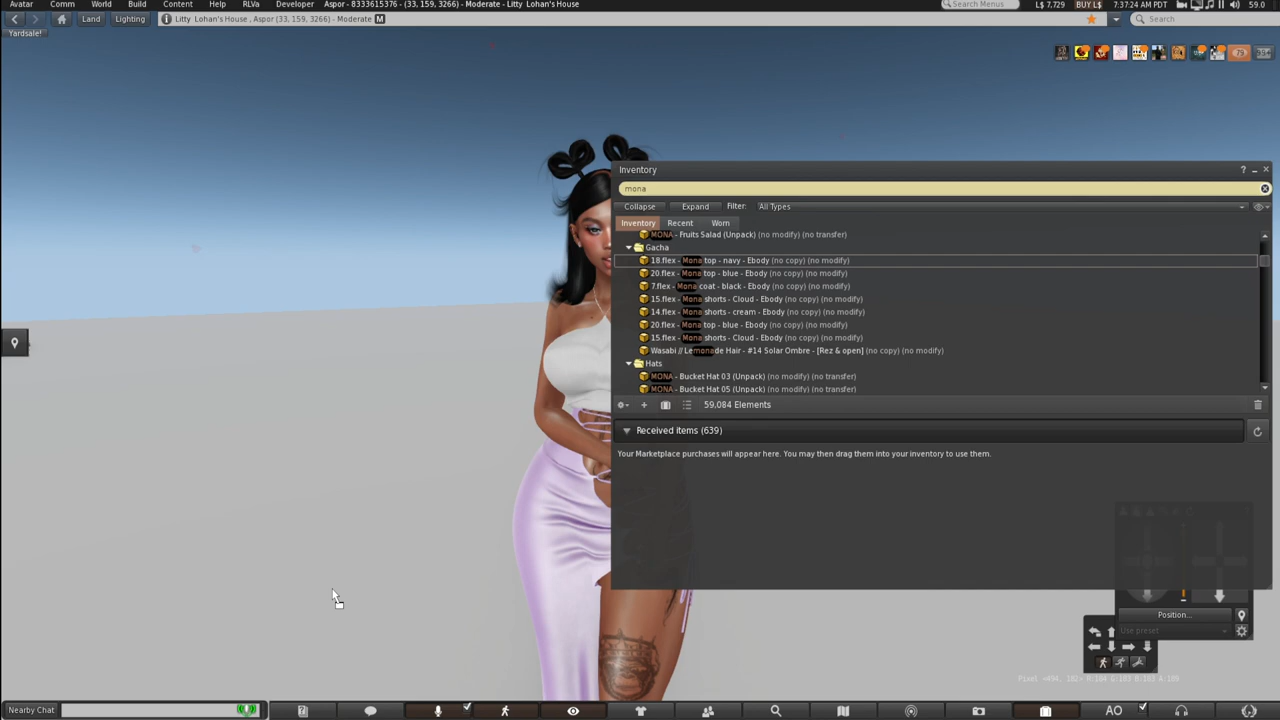 Avatar Comm World Build Content Help RLVa Developer Aspor - 8333615376 - (33, 159, 3266) - Moderate - Litty Lohan's House Search Menus L$ 7,729 BUY L$ 7:37:24 AM PDT 59.0
Land Lighting Litty Lohan's House , Aspor (33, 159, 3266) - Moderate M Search
Yardsale!
79
Inventory
mona
Collapse Expand Filter: All Types
Inventory Recent Worn
MONA - Fruits Salad (Unpack) (no modify) (no transfer)
Gacha
18.flex - Mona top - navy - Ebody (no copy) (no modify)
20.flex - Mona top - blue - Ebody (no copy) (no modify)
7.flex - Mona coat - black - Ebody (no copy) (no modify)
15.flex - Mona shorts - Cloud - Ebody (no copy) (no modify)
14.flex - Mona shorts - cream - Ebody (no copy) (no modify)
20.flex - Mona top - blue - Ebody (no copy) (no modify)
15.flex - Mona shorts - Cloud - Ebody (no copy) (no modify)
Wasabi // Lemonade Hair - #14 Solar Ombre - [Rez & open] (no copy) (no modify)
Hats
MONA - Bucket Hat 03 (Unpack) (no modify) (no transfer)
MONA - Bucket Hat 05 (Unpack) (no modify) (no transfer)
59,084 Elements
Received items (639)
Your Marketplace purchases will appear here. You may then drag them into your inventory to use them.
Position...
Use preset
Nearby Chat
AO